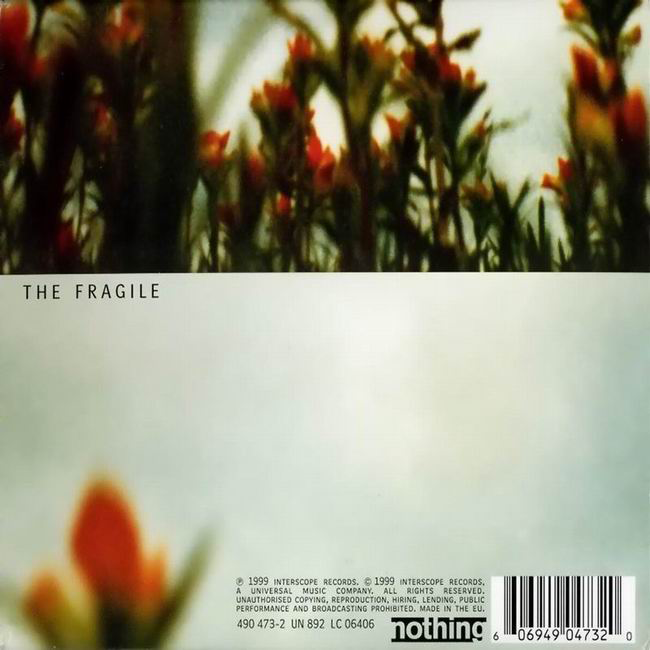 THE FRAGILE
℗ 1999 INTERSCOPE RECORDS. © 1999 INTERSCOPE RECORDS,
A UNIVERSAL MUSIC COMPANY. ALL RIGHTS RESERVED.
UNAUTHORISED COPYING, REPRODUCTION, HIRING, LENDING, PUBLIC
PERFORMANCE AND BROADCASTING PROHIBITED. MADE IN THE EU.
490 473-2 UN 892 LC 06406
nothing
6 06949 04732 0